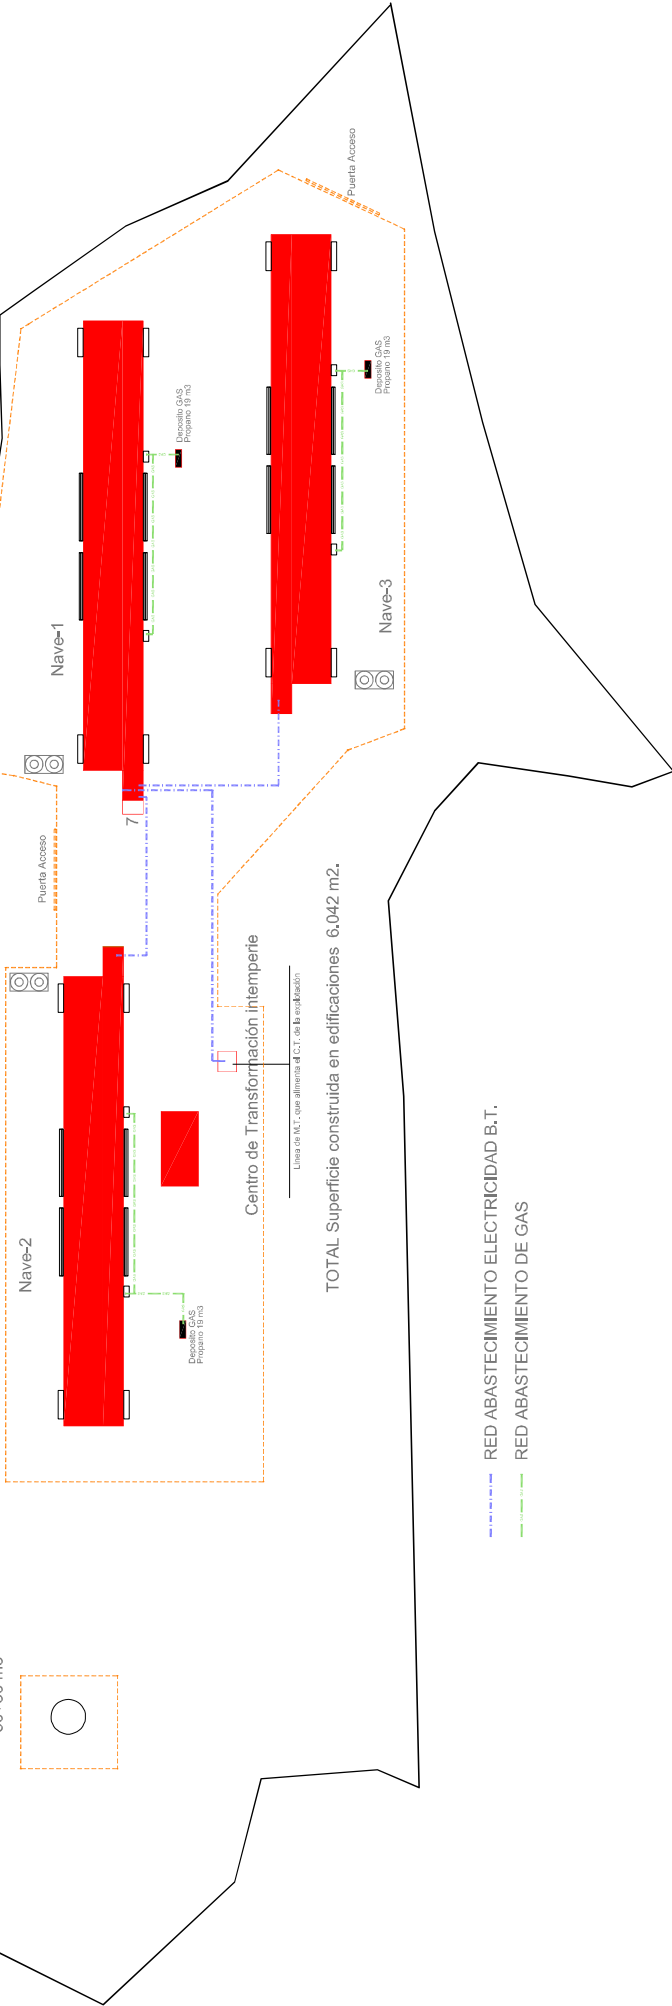 Puerta Acceso
Deposito GAS
Propano 19 m3
Nave-3
Deposito GAS
Propano 19 m3
Nave-1
7
Puerta Acceso
Nave-2
Deposito GAS
Propano 19 m3
Centro de Transformación intemperie
Linea de M.T. que alimenta el C.T. de la explotación
TOTAL Superficie construida en edificaciones 6.042 m2.
RED ABASTECIMIENTO ELECTRICIDAD B.T.
RED ABASTECIMIENTO DE GAS